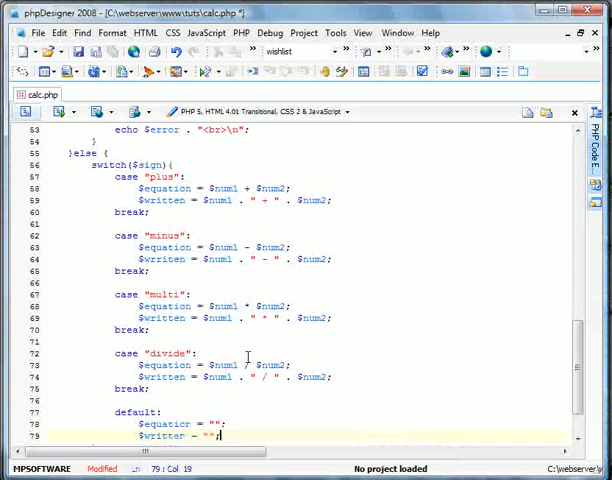 phpDesigner 2008 - [C:\webserver\www\tuts\calc.php *]
File Edit Find Format HTML CSS JavaScript PHP Debug Project Tools View Window Help
wishlist
calc.php
PHP 5, HTML 4.01 Transitional, CSS 2 & JavaScript
53 echo $error . "<br>\n";
54 }
55 }else {
56 switch($sign){
57 case "plus":
58 $equation = $num1 + $num2;
59 $written = $num1 . " + " . $num2;
60 break;
61
62 case "minus":
63 $equation = $num1 - $num2;
64 $written = $num1 . " - " . $num2;
65 break;
66
67 case "multi":
68 $equation = $num1 * $num2;
69 $written = $num1 . " * " . $num2;
70 break;
71
72 case "divide":
73 $equation = $num1 / $num2;
74 $written = $num1 . " / " . $num2;
75 break;
76
77 default:
78 $equation = "";
79 $written = "";
PHP Code E...
MPSOFTWARE Modified Ln 79 : Col 19 No project loaded C:\webserver\w